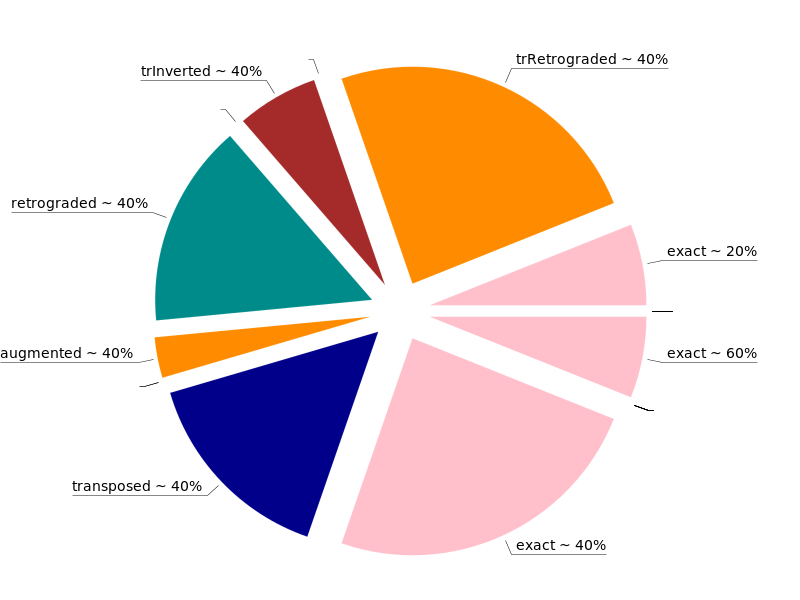 trRetrograded ~ 40%
trInverted ~ 40%
retrograded ~ 40%
exact ~ 20%
augmented ~ 40%
exact ~ 60%
transposed ~ 40%
exact ~ 40%